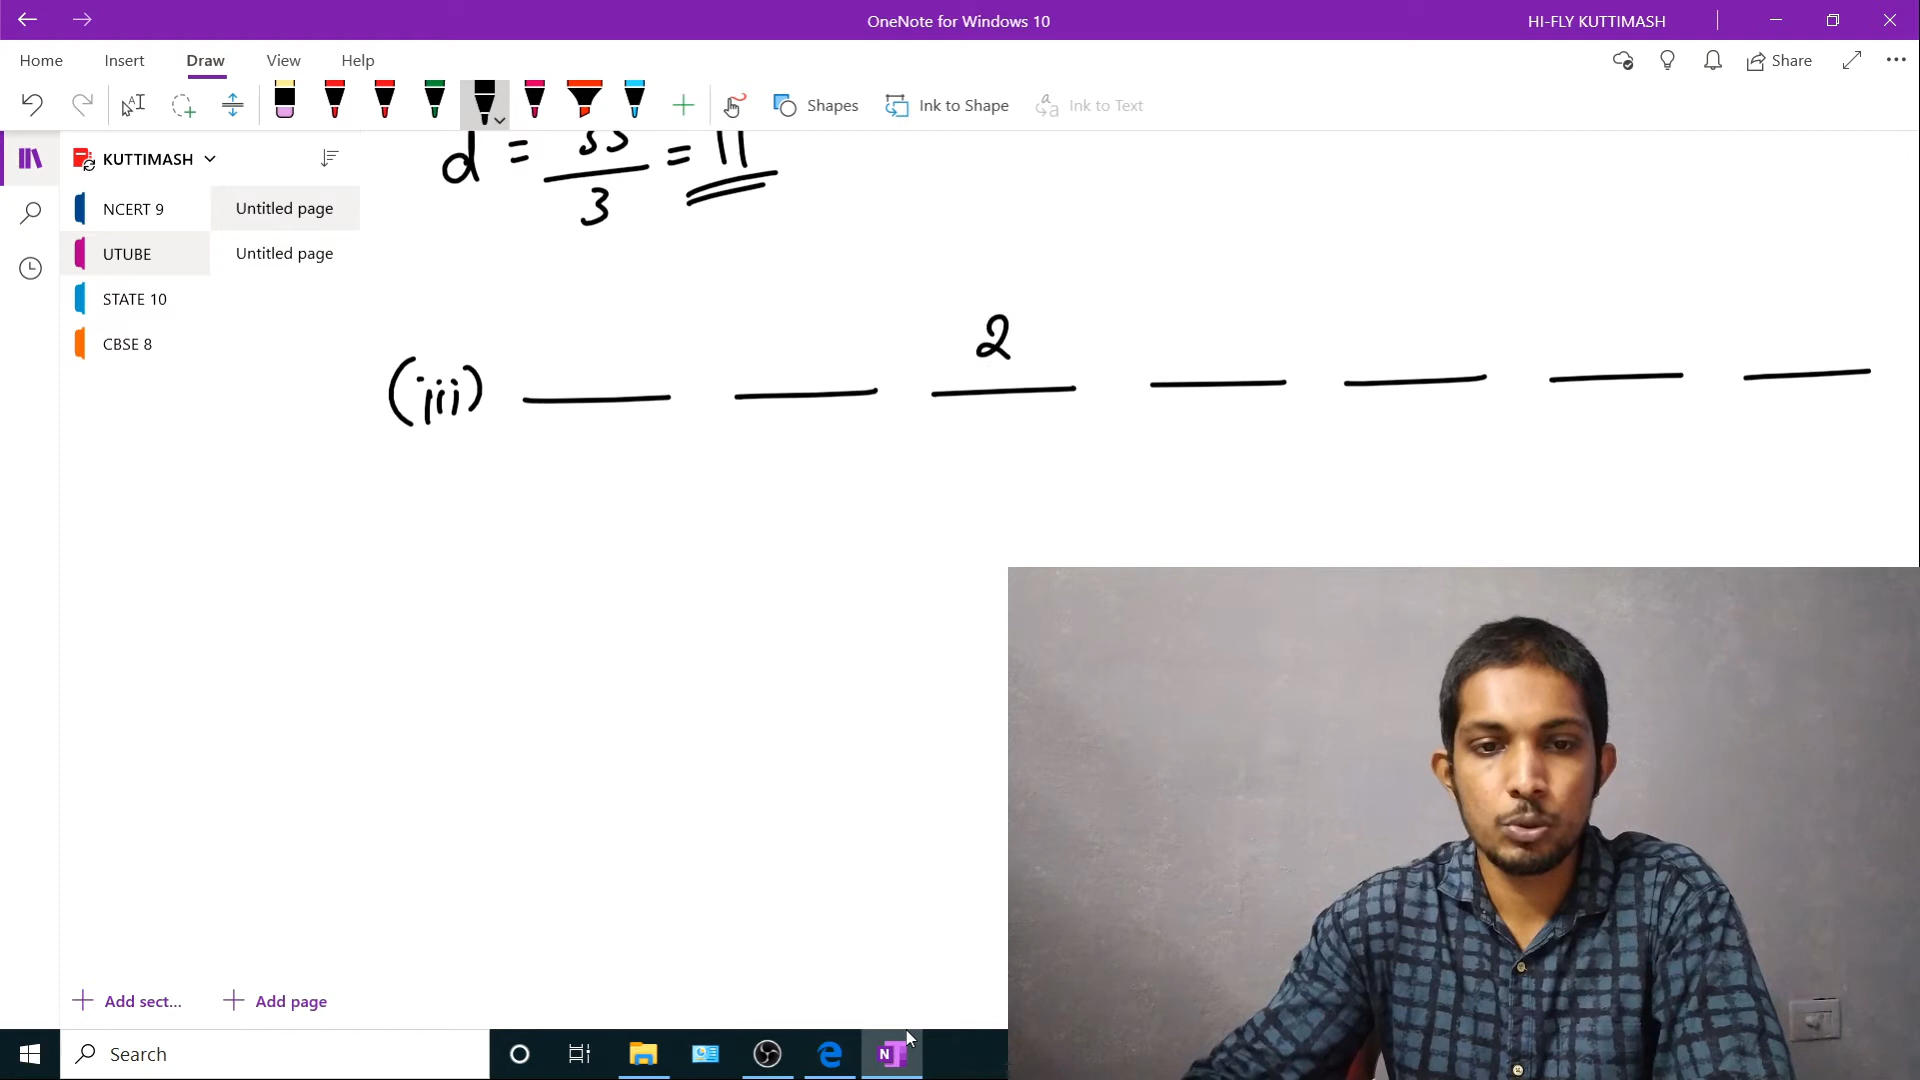 OneNote for Windows 10
HI-FLY KUTTIMASH
Home Insert Draw View Help
Share
Shapes Ink to Shape Ink to Text
KUTTIMASH
NCERT 9
UTUBE
STATE 10
CBSE 8
Untitled page
Untitled page
d = 33/3 = 11
2
(iii)
Add sect... Add page
Search